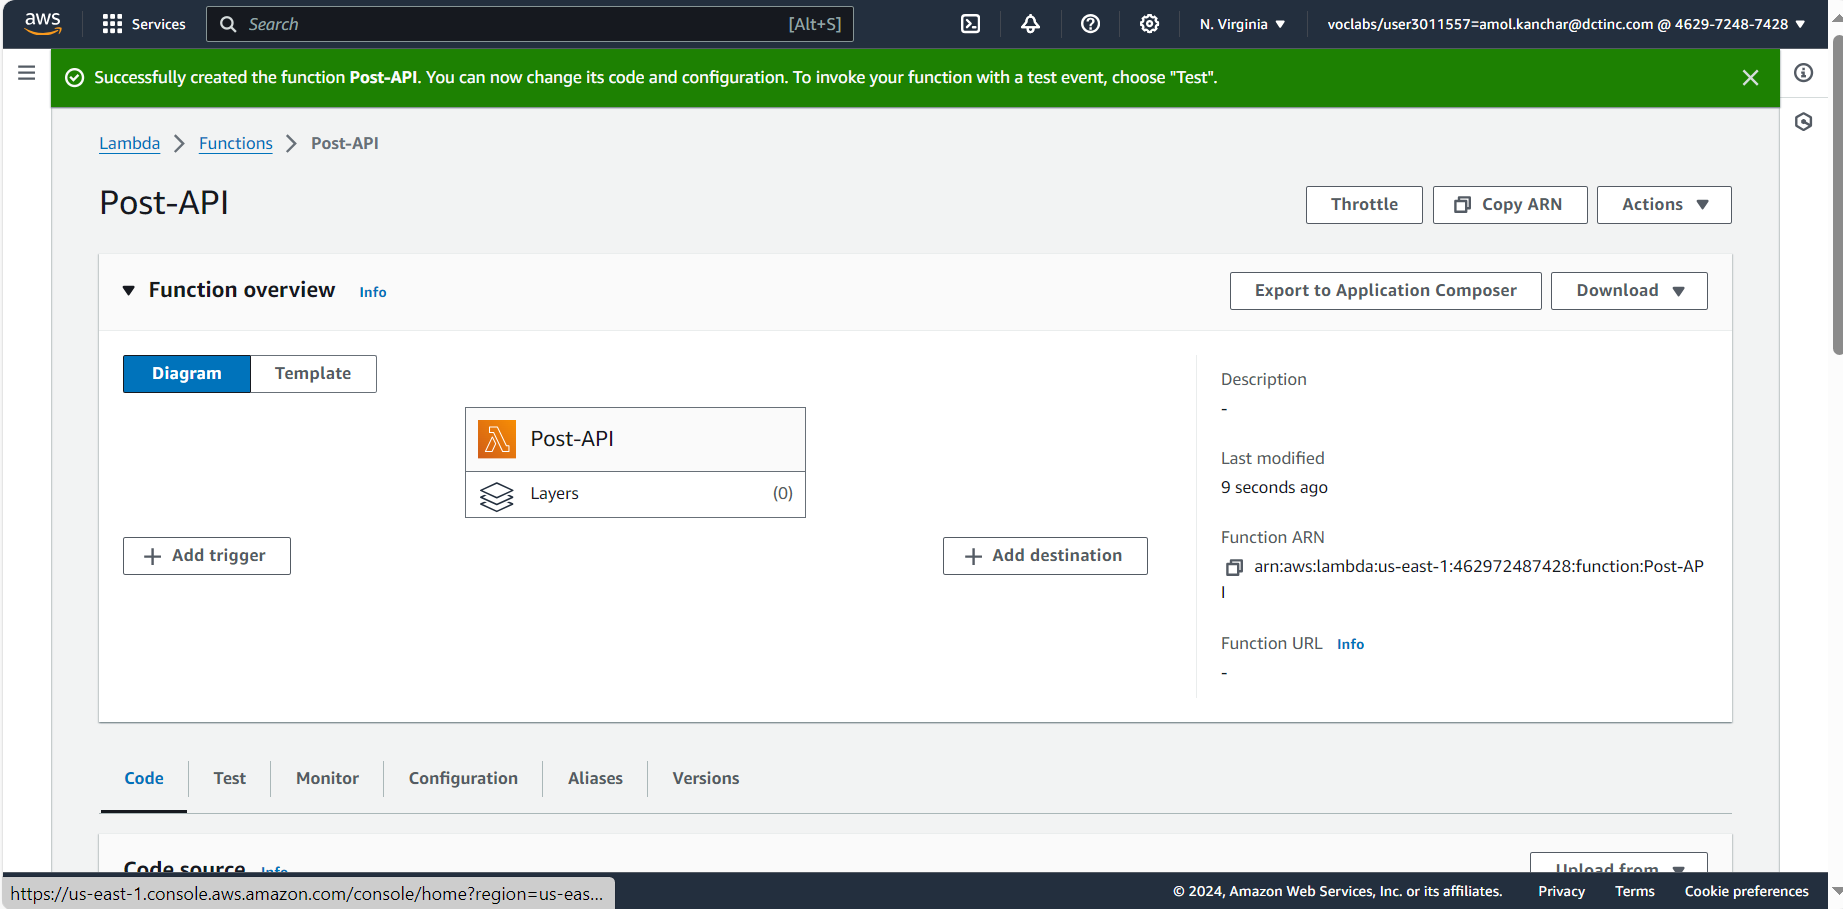 aws Services Search [Alt+S] N. Virginia voclabs/user3011557=amol.kanchar@dctinc.com @ 4629-7248-7428
Successfully created the function Post-API. You can now change its code and configuration. To invoke your function with a test event, choose "Test".
Lambda Functions Post-API
Post-API
Throttle Copy ARN Actions
Function overview Info
Export to Application Composer Download
Diagram Template
Post-API
Layers (0)
Add trigger
Add destination
Description
-
Last modified
9 seconds ago
Function ARN
arn:aws:lambda:us-east-1:462972487428:function:Post-AP
I
Function URL Info
-
Code Test Monitor Configuration Aliases Versions
Code source Info Upload from
https://us-east-1.console.aws.amazon.com/console/home?region=us-eas...
© 2024, Amazon Web Services, Inc. or its affiliates. Privacy Terms Cookie preferences